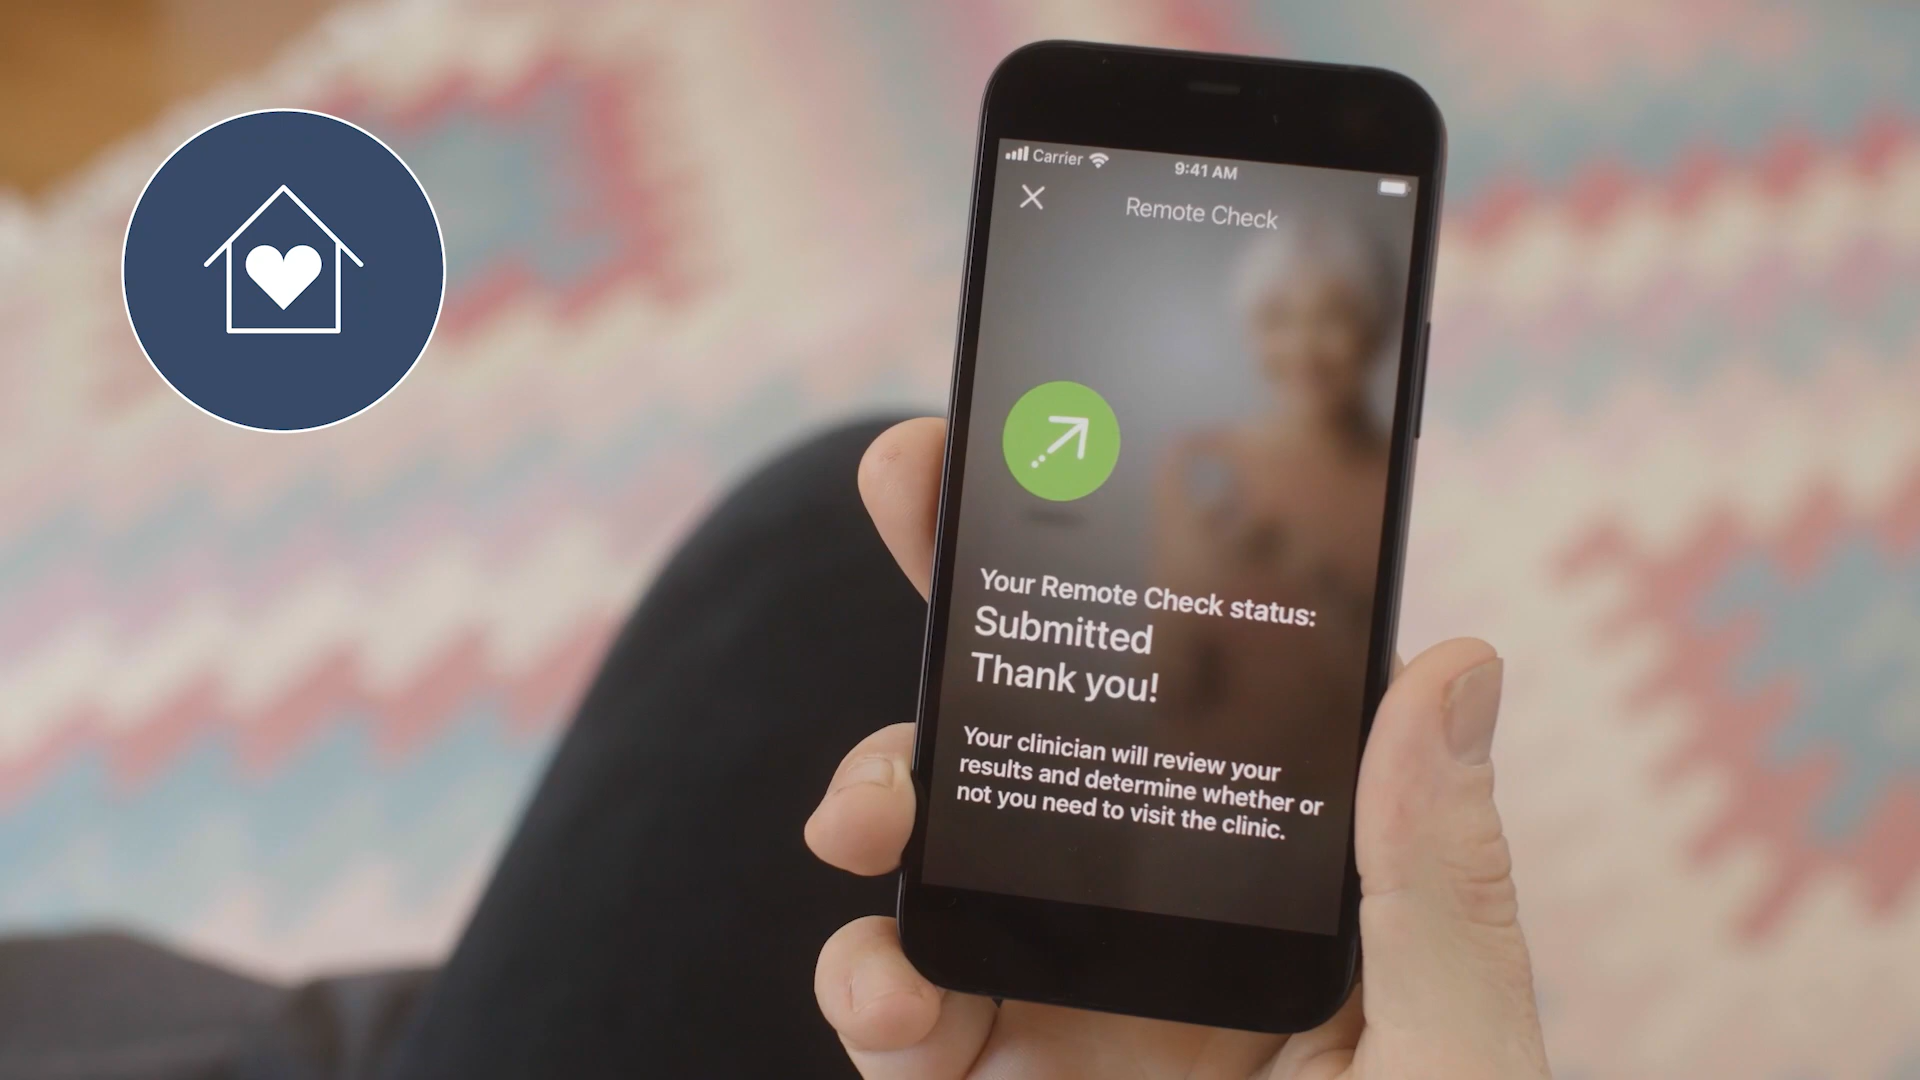 Carrier
9:41 AM
Remote Check
Your Remote Check status:
Submitted
Thank you!
Your clinician will review your
results and determine whether or
not you need to visit the clinic.